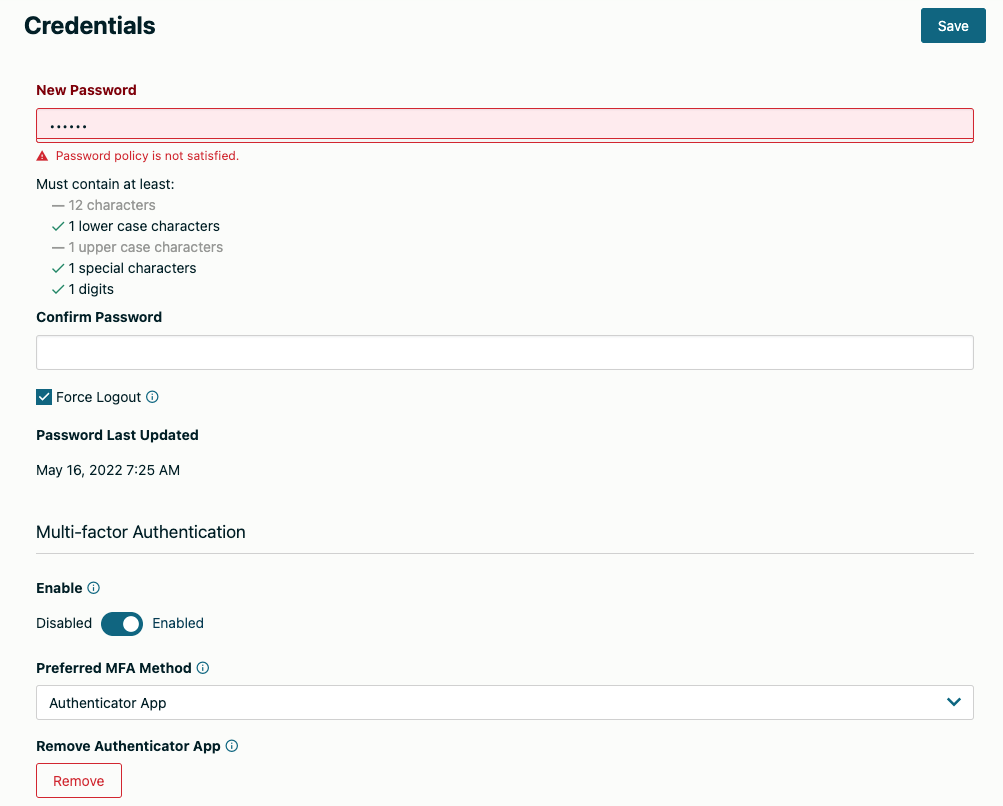 Credentials
Save
New Password
••••••
Password policy is not satisfied.
Must contain at least:
— 12 characters
✓ 1 lower case characters
— 1 upper case characters
✓ 1 special characters
✓ 1 digits
Confirm Password
Force Logout
Password Last Updated
May 16, 2022 7:25 AM
Multi-factor Authentication
Enable
Disabled Enabled
Preferred MFA Method
Authenticator App
Remove Authenticator App
Remove